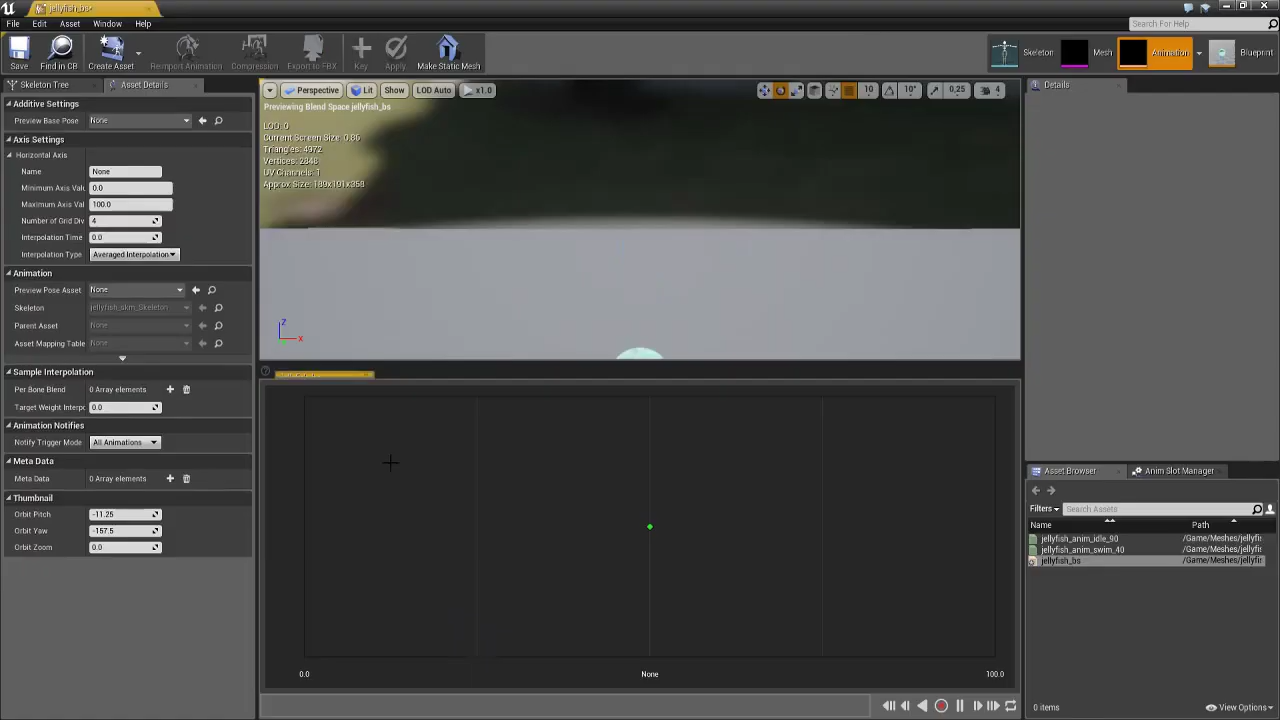 jellyfish_bs*
File Edit Asset Window Help
Search For Help
Save Find in CB Create Asset Reimport Animation Compression Export to FBX Key Apply Make Static Mesh Skeleton Mesh Animation Blueprint
Skeleton Tree Asset Details
Additive Settings
Preview Base Pose None
Axis Settings
Horizontal Axis
Name None
Minimum Axis Val 0.0
Maximum Axis Val 100.0
Number of Grid Div 4
Interpolation Time 0.0
Interpolation Type Averaged Interpolation
Animation
Preview Pose Asset None
Skeleton jellyfish_skm_Skeleton
Parent Asset None
Asset Mapping Table None
Sample Interpolation
Per Bone Blend 0 Array elements
Target Weight Interp 0.0
Animation Notifies
Notify Trigger Mode All Animations
Meta Data
Meta Data 0 Array elements
Thumbnail
Orbit Pitch -11.25
Orbit Yaw -157.5
Orbit Zoom 0.0
Perspective Lit Show LOD Auto x1.0 10 10° 0.25 4
Previewing Blend Space jellyfish_bs
LOD: 0
Current Screen Size: 0.86
Triangles: 4972
Vertices: 2848
UV Channels: 1
Approx Size: 189x101x358
Z
X
0.0 None 100.0
Details
Asset Browser Anim Slot Manager
Filters Search Assets
Name Path
jellyfish_anim_idle_90 /Game/Meshes/jellyfi
jellyfish_anim_swim_40 /Game/Meshes/jellyfi
jellyfish_bs /Game/Meshes/jellyfi
0 items View Options